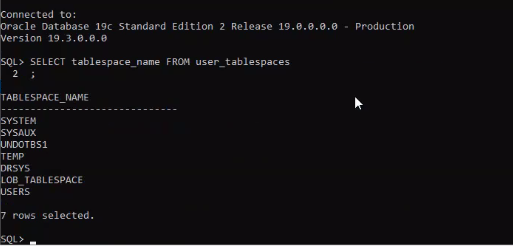 Connected to:
Oracle Database 19c Standard Edition 2 Release 19.0.0.0.0 - Production
Version 19.3.0.0.0
SQL> SELECT tablespace_name FROM user_tablespaces
  2  ;
TABLESPACE_NAME
------------------------------
SYSTEM
SYSAUX
UNDOTBS1
TEMP
DRSYS
LOB_TABLESPACE
USERS
7 rows selected.
SQL>